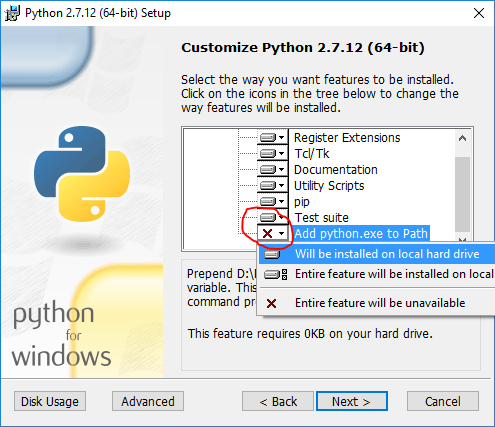 Python 2.7.12 (64-bit) Setup
Customize Python 2.7.12 (64-bit)
Select the way you want features to be installed.
Click on the icons in the tree below to change the
way features will be installed.
Register Extensions
Tcl/Tk
Documentation
Utility Scripts
pip
Test suite
Add python.exe to Path
Will be installed on local hard drive
Entire feature will be installed on local
Entire feature will be unavailable
Prepend D:\
variable. This
command pr
This feature requires 0KB on your hard drive.
python
for
windows
Disk Usage
Advanced
< Back
Next >
Cancel